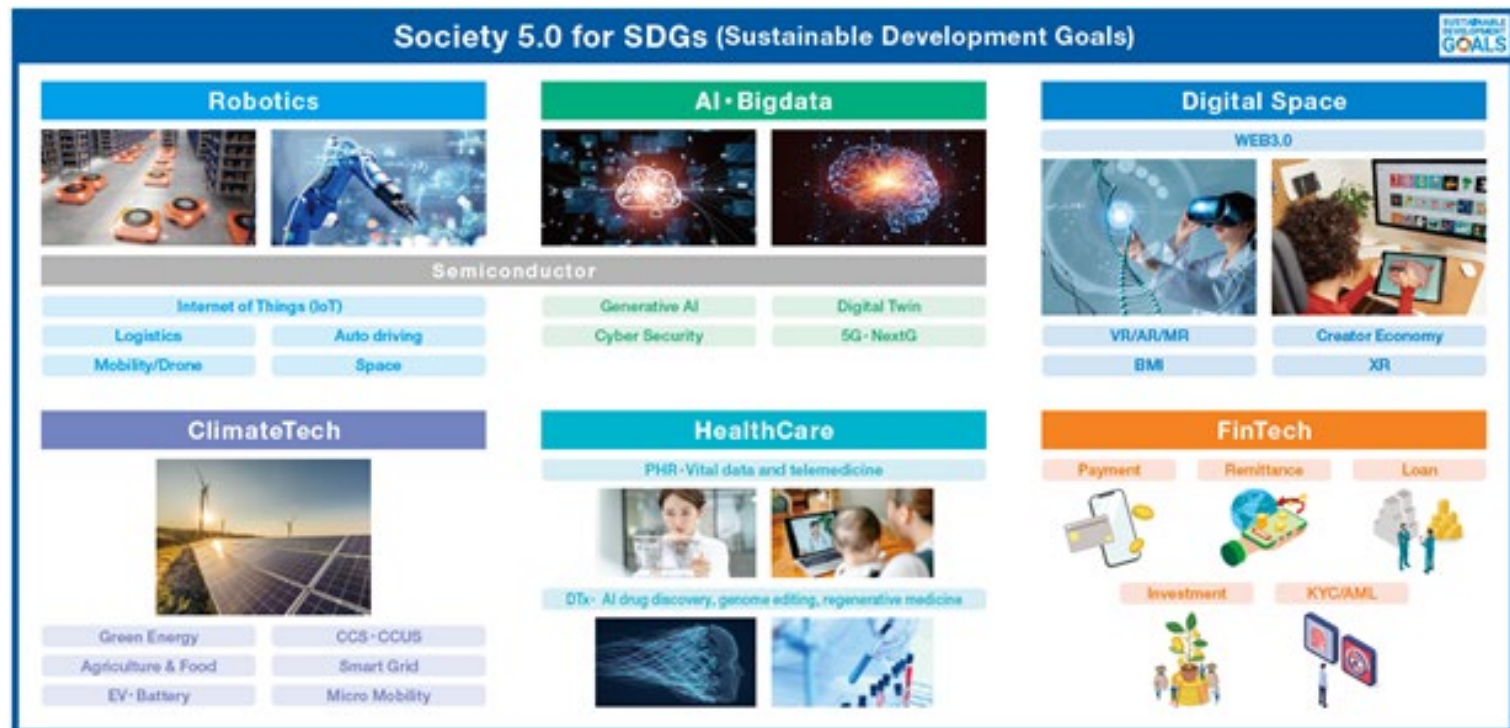 Society 5.0 for SDGs (Sustainable Development Goals)
SUSTAINABLE
DEVELOPMENT
GOALS
Robotics
AI・Bigdata
Digital Space
WEB3.0
Semiconductor
Internet of Things (IoT)
Logistics
Auto driving
Mobility/Drone
Space
Generative AI
Digital Twin
Cyber Security
5G・NextG
VR/AR/MR
Creator Economy
BMI
XR
ClimateTech
Green Energy
CCS・CCUS
Agriculture & Food
Smart Grid
EV・Battery
Micro Mobility
HealthCare
PHR・Vital data and telemedicine
DTx・ AI drug discovery, genome editing, regenerative medicine
FinTech
Payment
Remittance
Loan
Investment
KYC/AML